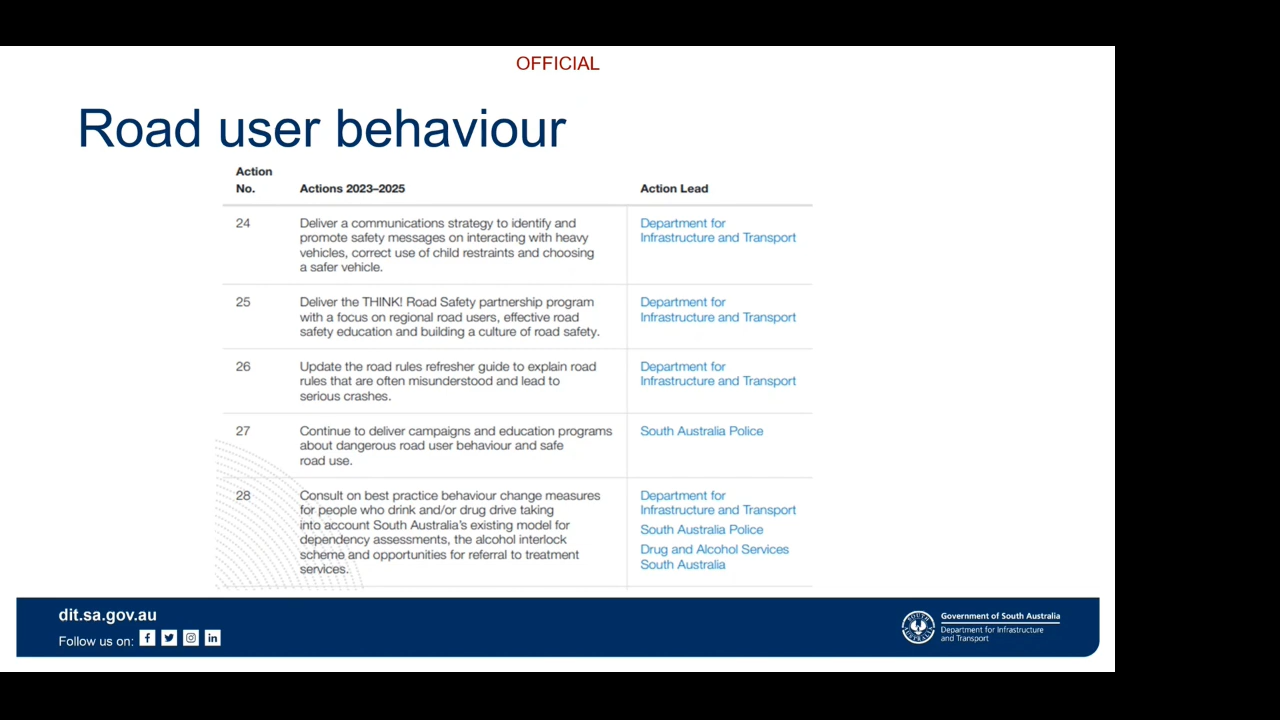 OFFICIAL
Road user behaviour
Action
No.
Actions 2023–2025
Action Lead
24
Deliver a communications strategy to identify and
promote safety messages on interacting with heavy
vehicles, correct use of child restraints and choosing
a safer vehicle.
Department for
Infrastructure and Transport
25
Deliver the THINK! Road Safety partnership program
with a focus on regional road users, effective road
safety education and building a culture of road safety.
Department for
Infrastructure and Transport
26
Update the road rules refresher guide to explain road
rules that are often misunderstood and lead to
serious crashes.
Department for
Infrastructure and Transport
27
Continue to deliver campaigns and education programs
about dangerous road user behaviour and safe
road use.
South Australia Police
28
Consult on best practice behaviour change measures
for people who drink and/or drug drive taking
into account South Australia's existing model for
dependency assessments, the alcohol interlock
scheme and opportunities for referral to treatment
services.
Department for
Infrastructure and Transport
South Australia Police
Drug and Alcohol Services
South Australia
dit.sa.gov.au
Follow us on:
Government of South Australia
Department for Infrastructure
and Transport